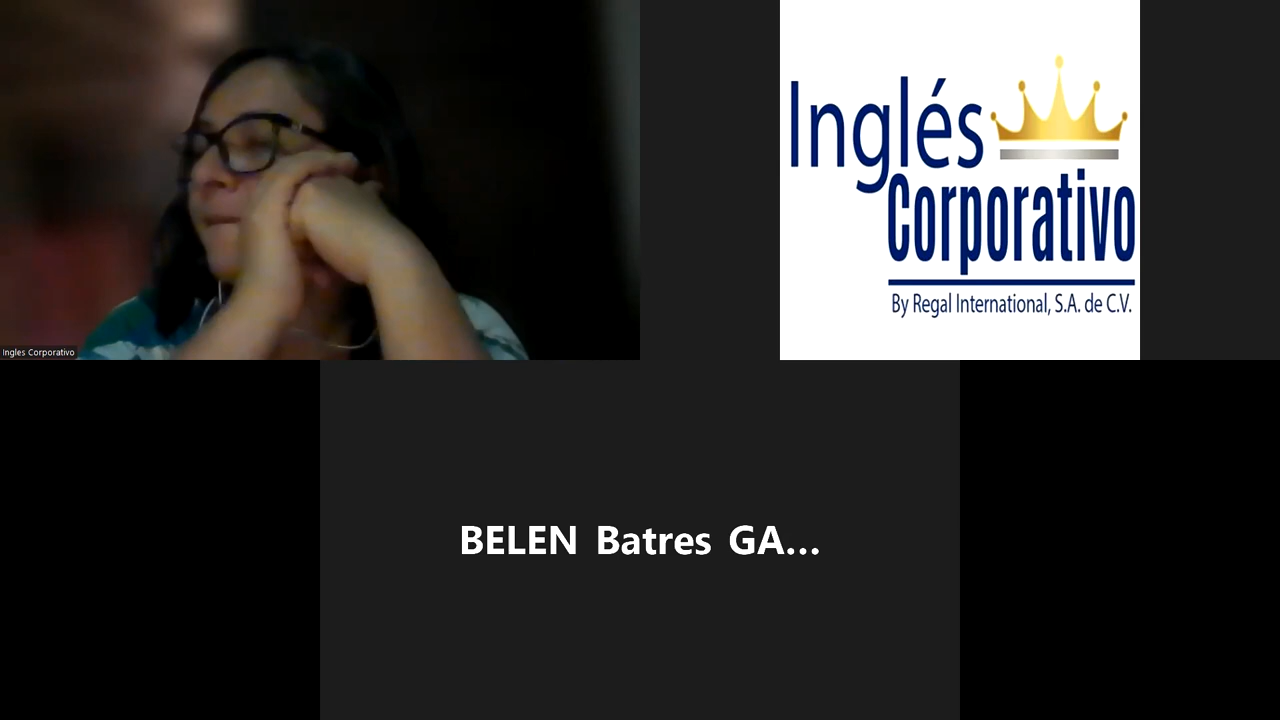 Inglés
Corporativo
By Regal International, S.A. de C.V.
Ingles Corporativo
BELEN Batres GA...